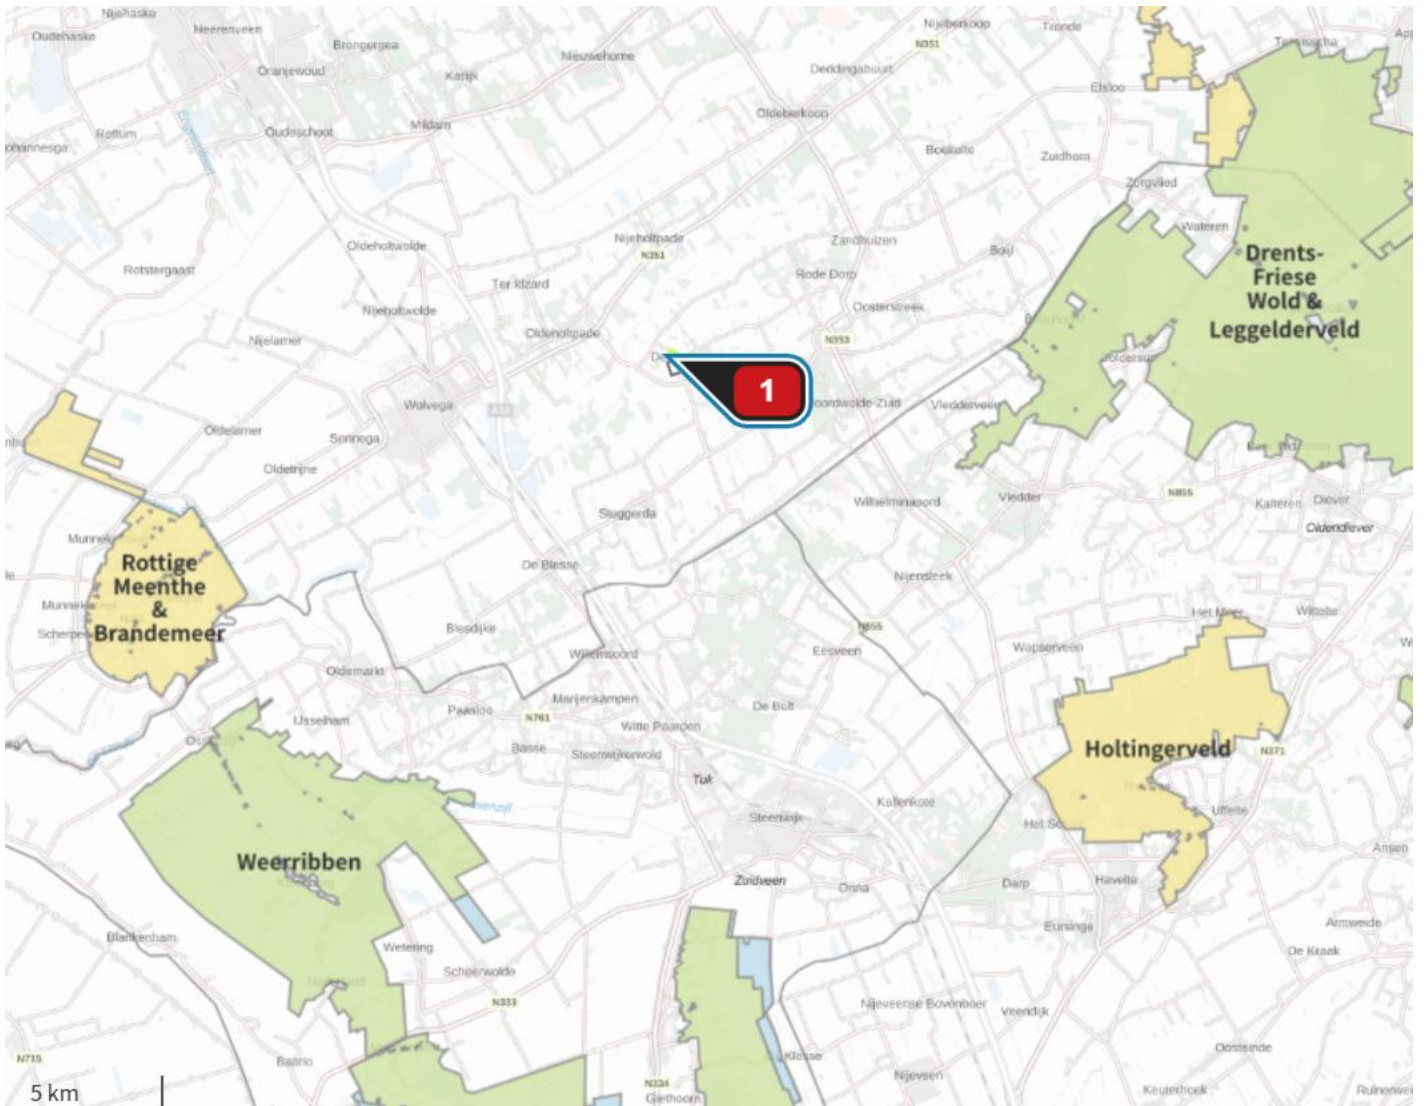 Nijehaske
Oudehaske
Heerenveen
Brongergea
Oranjewoud
Katlijk
Nieuwehorne
Nijeberkoop
Tronde
N351
Deddingabuurt
Elsloo
Oldeberkoop
Rottum
Oudeschoot
Mildam
Boekelte
Zuidhorn
Zorgvlied
Wateren
Nijeholtpade
N351
Zandhuizen
Boijl
Oldeholtwolde
Rotstergaast
Rode Dorp
Ter Idzard
Oosterstreek
Nijeholtwolde
Oldeholtpade
Nijelamer
N353
Drents-
Friese
Wold &
Leggelderveld
1
Wolvega
Vledderveen
Oldelamer
Sonnega
Oldetrijne
Wilhelminaoord
Vledder
N855
Kalteren
Diever
Oldendiever
Steggerda
De Blesse
Nijensleek
Rottige
Meenthe
&
Brandemeer
Het Meer
Wittelte
Blesdijke
N855
Willemsoord
Eesveen
Wapserveen
Oldemarkt
Marijenkampen
De Bult
Paasloo
IJsselham
N761
Witte Paarden
Basse
Steenwijkerwold
Holtingerveld
N371
Tuk
Kallenkote
Steenwijk
Uffelte
Weerribben
Ansen
Zuidveen
Onna
Darp
Havelte
Eursinge
Armweide
Blankenham
Wetering
De Kraak
Scheerwolde
N333
Nijeveense Bovenboer
Veendijk
Oosteinde
N715
Baarlo
Klosse
5 km
N334
Giethoorn
Nijeveen
Keuterhoek